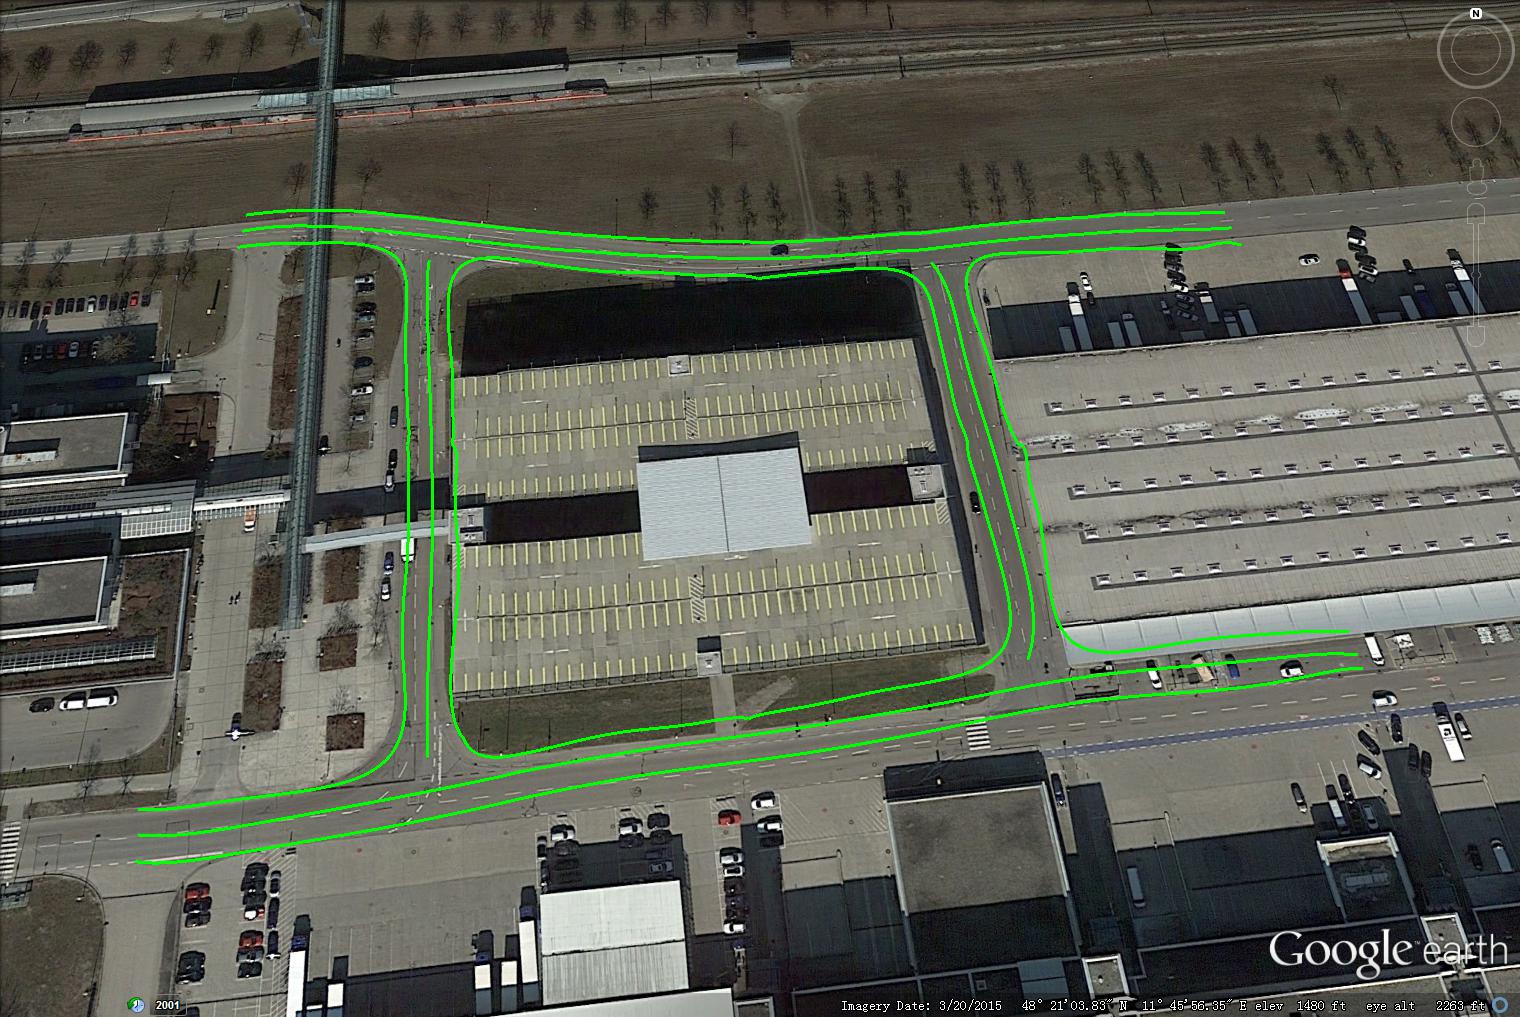 N
Google earth
2001
Imagery Date: 3/20/2015 48° 21'03.83" N 11° 45'56.35" E elev 1480 ft eye alt 2263 ft